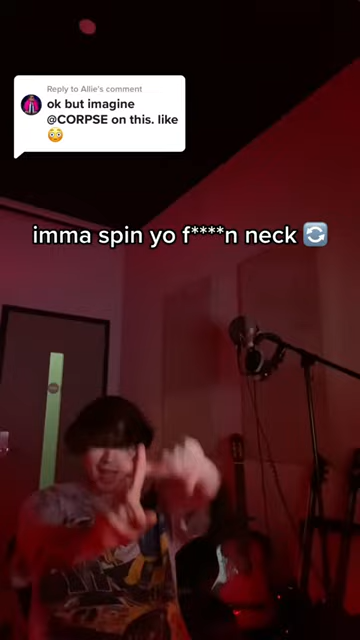 Reply to Allie's comment
ok but imagine
@CORPSE on this. like
😳
imma spin yo f****n neck 🔄